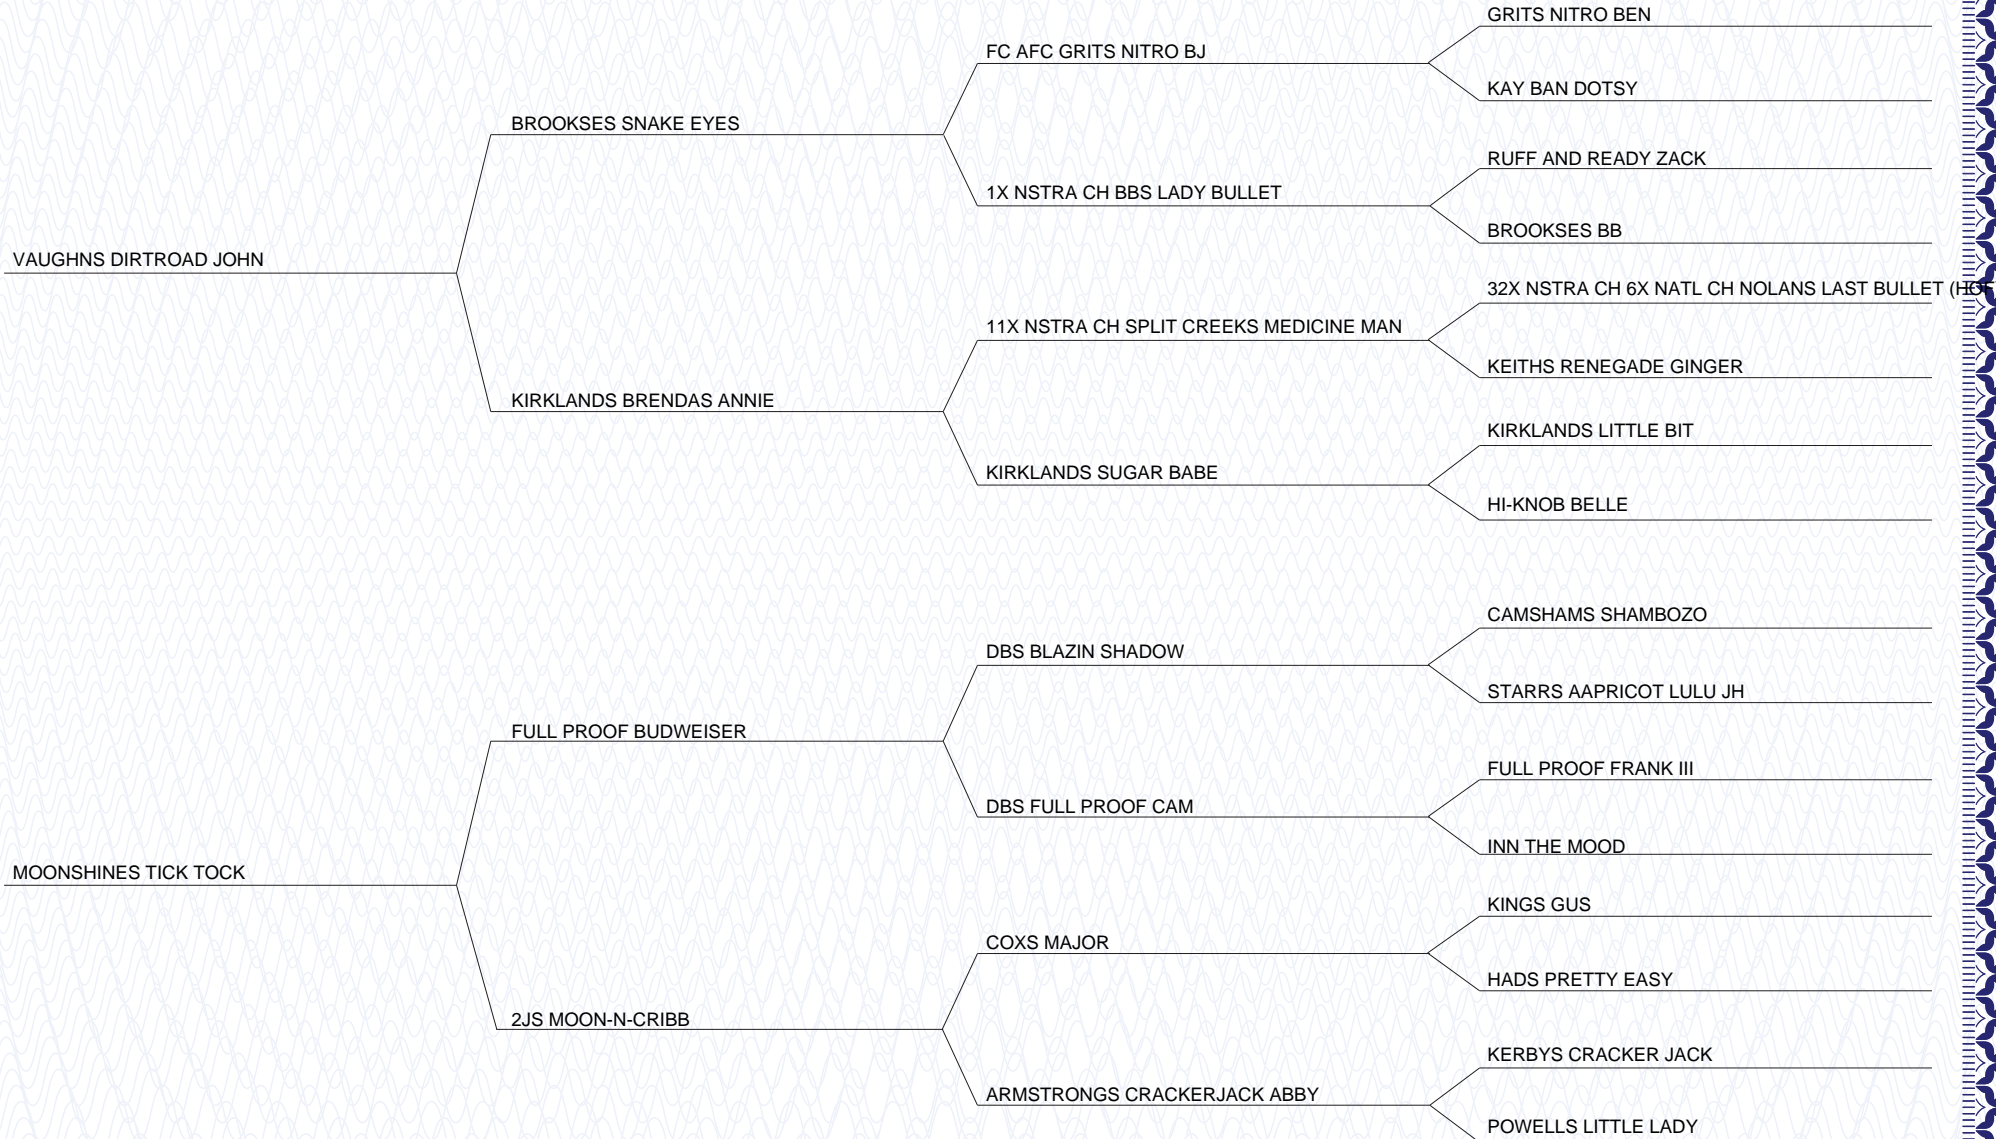 GRITS NITRO BEN
FC AFC GRITS NITRO BJ
KAY BAN DOTSY
BROOKSES SNAKE EYES
RUFF AND READY ZACK
1X NSTRA CH BBS LADY BULLET
BROOKSES BB
VAUGHNS DIRTROAD JOHN
32X NSTRA CH 6X NATL CH NOLANS LAST BULLET (HOF
11X NSTRA CH SPLIT CREEKS MEDICINE MAN
KEITHS RENEGADE GINGER
KIRKLANDS BRENDAS ANNIE
KIRKLANDS LITTLE BIT
KIRKLANDS SUGAR BABE
HI-KNOB BELLE
CAMSHAMS SHAMBOZO
DBS BLAZIN SHADOW
STARRS AAPRICOT LULU JH
FULL PROOF BUDWEISER
FULL PROOF FRANK III
DBS FULL PROOF CAM
INN THE MOOD
MOONSHINES TICK TOCK
KINGS GUS
COXS MAJOR
HADS PRETTY EASY
2JS MOON-N-CRIBB
KERBYS CRACKER JACK
ARMSTRONGS CRACKERJACK ABBY
POWELLS LITTLE LADY